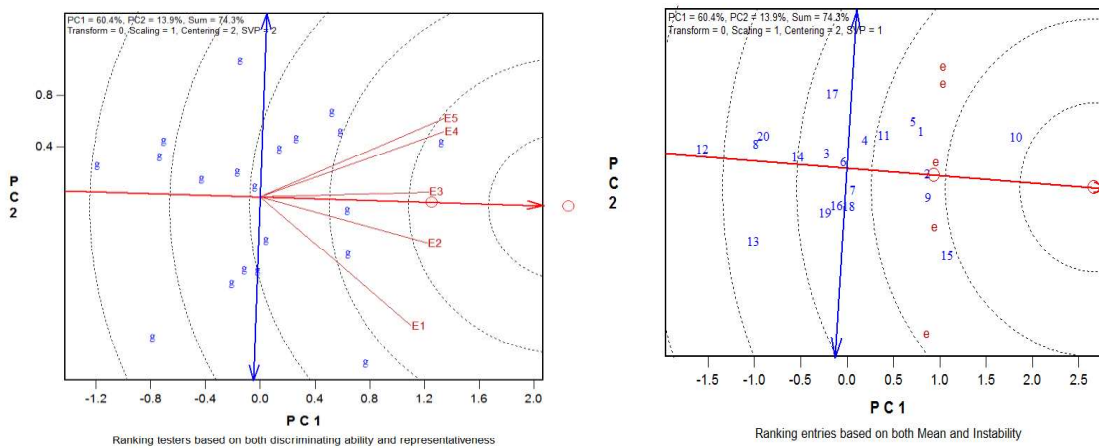 PC1 = 60.4%, PC2 = 13.9%, Sum = 74.3%
Transform = 0, Scaling = 1, Centering = 2, SVP = 2
g
0.8
g
E5
g
E4
g
g
g
g
0.4
g
g
g
g
g
g
E3
P
C
2
g
g
E2
g
g
g
g
E1
g
g
-1.2
-0.8
-0.4
0.0
0.4
0.8
1.2
1.6
2.0
P C 1
Ranking testers based on both discriminating ability and representativeness
PC1 = 60.4%, PC2 = 13.9%, Sum = 74.3%
Transform = 0, Scaling = 1, Centering = 2, SVP = 1
e
e
17
5
1
20
8
4
11
10
12
14
3
6
e
2
P
C
2
7
9
16
18
19
e
13
15
e
-1.5
-1.0
-0.5
0.0
0.5
1.0
1.5
2.0
2.5
P C 1
Ranking entries based on both Mean and Instability